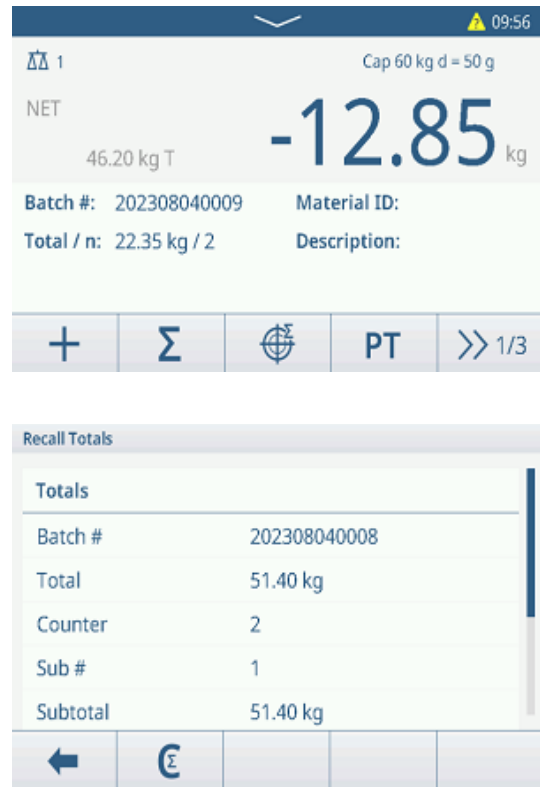 09:56
1
Cap 60 kg d = 50 g
NET
-12.85 kg
46.20 kg T
Batch #: 202308040009 Material ID:
Total / n: 22.35 kg / 2 Description:
+ Σ Σ PT >> 1/3
Recall Totals
Totals
Batch # 202308040008
Total 51.40 kg
Counter 2
Sub # 1
Subtotal 51.40 kg
C Σ